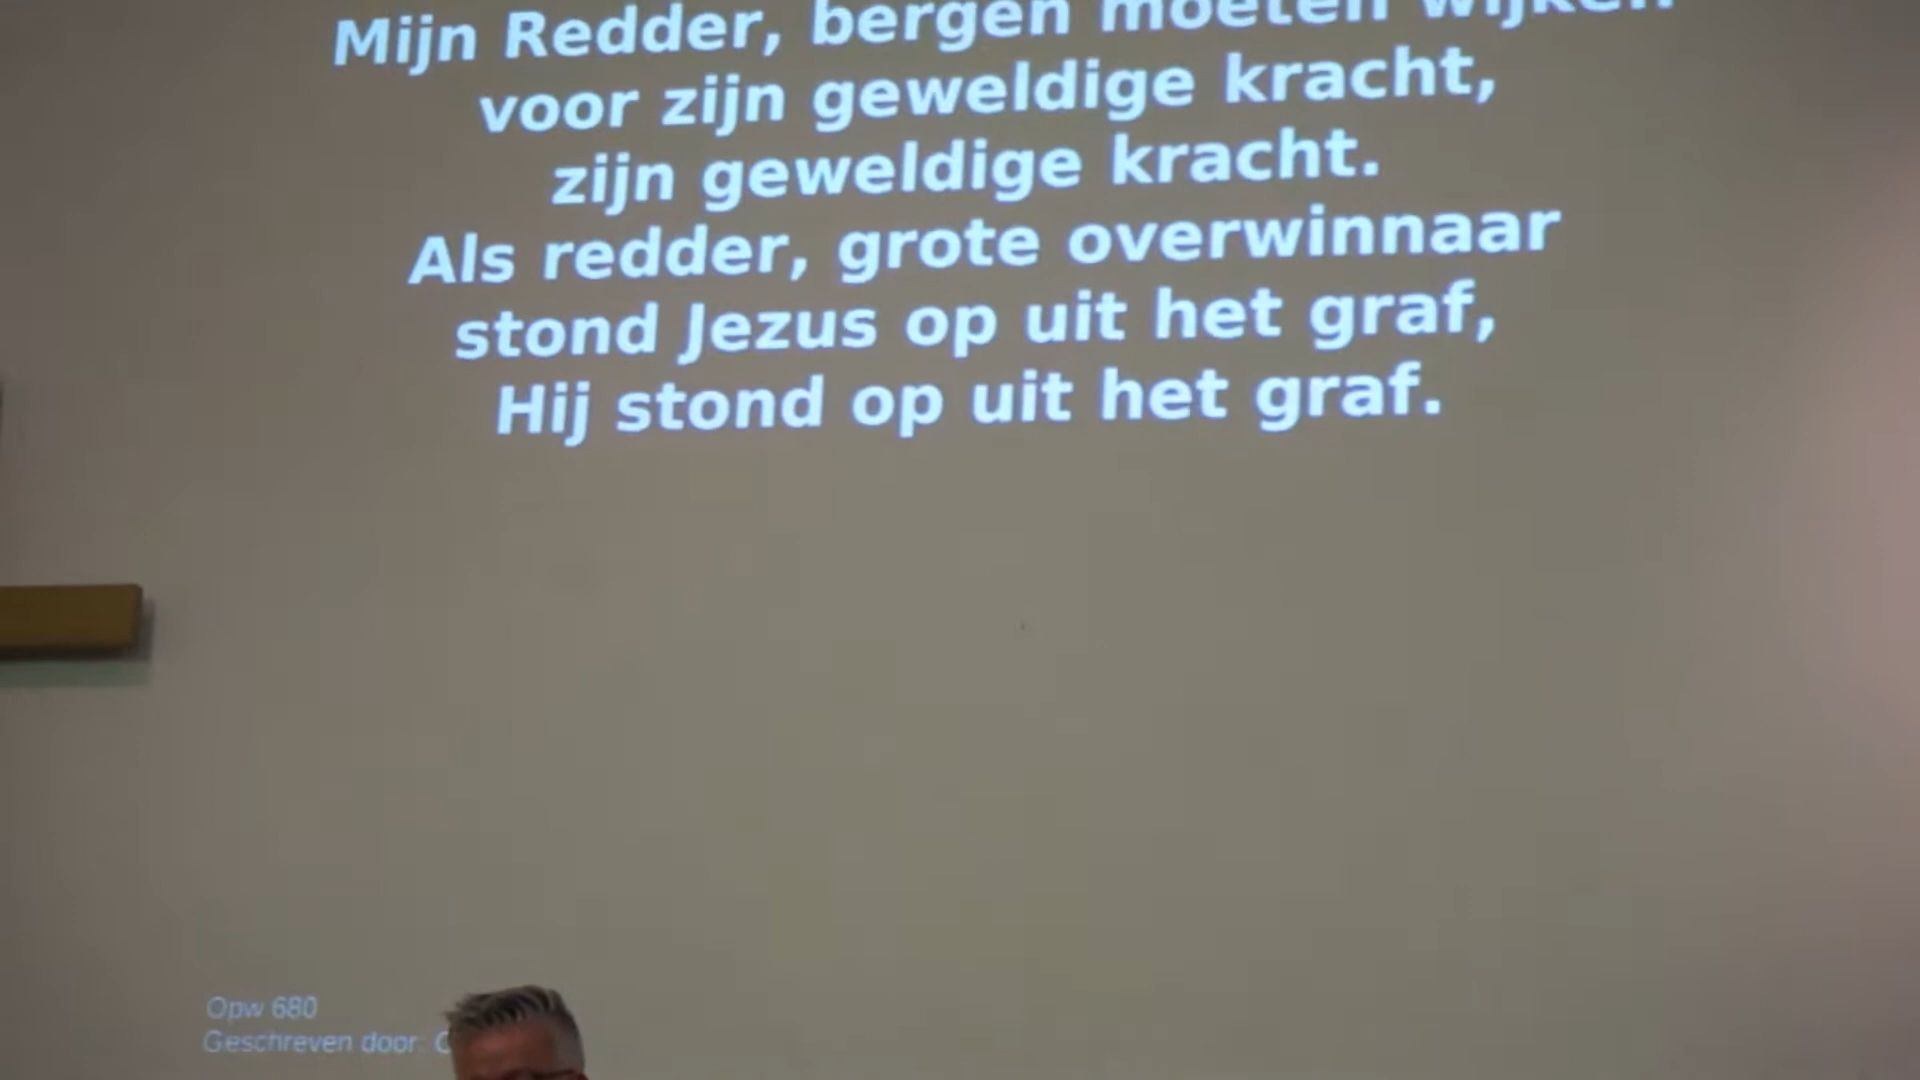 Mijn Redder, bergen moeten wijken
voor zijn geweldige kracht,
zijn geweldige kracht.
Als redder, grote overwinnaar
stond Jezus op uit het graf,
Hij stond op uit het graf.
Opw 680
Geschreven door: